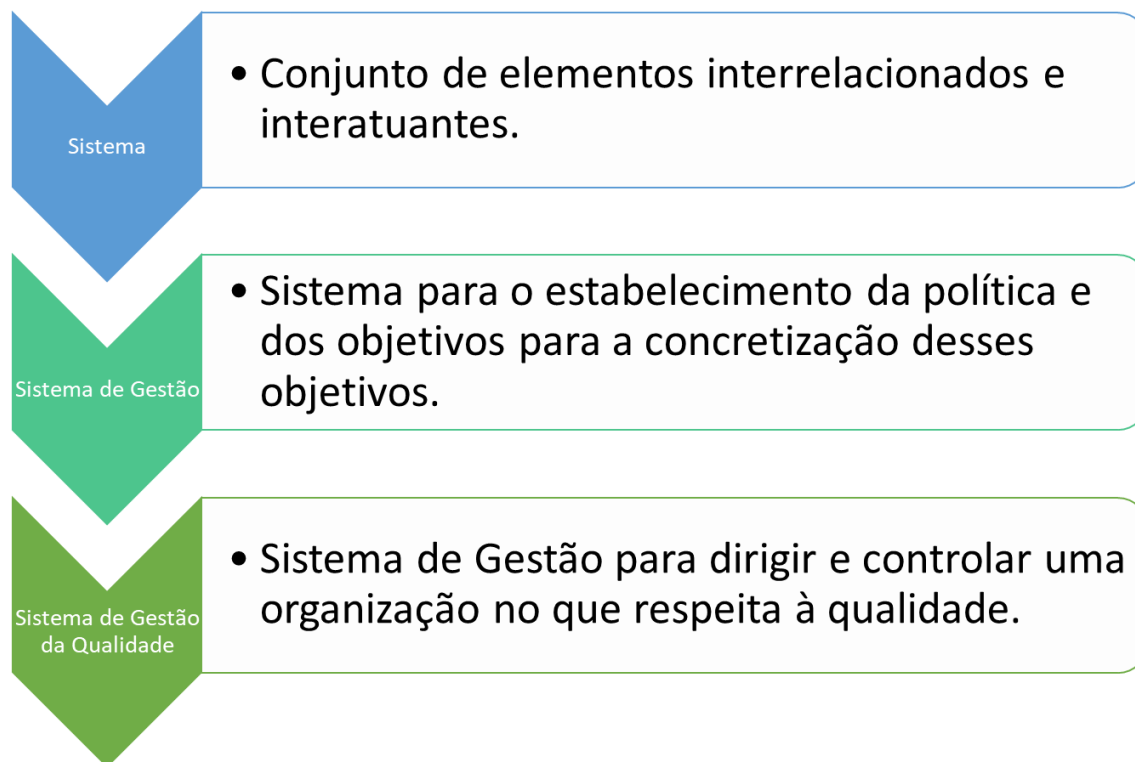 Sistema
• Conjunto de elementos interrelacionados e
interatuantes.
Sistema de Gestão
• Sistema para o estabelecimento da política e
dos objetivos para a concretização desses
objetivos.
Sistema de Gestão
da Qualidade
• Sistema de Gestão para dirigir e controlar uma
organização no que respeita à qualidade.